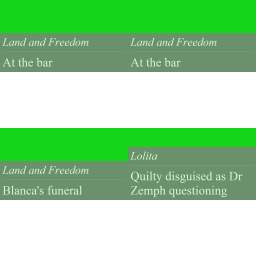 Land and Freedom
Land and Freedom
At the bar
At the bar
Land and Freedom
Blanca's funeral
Lolita
Quilty disguised as Dr
Zemph questioning